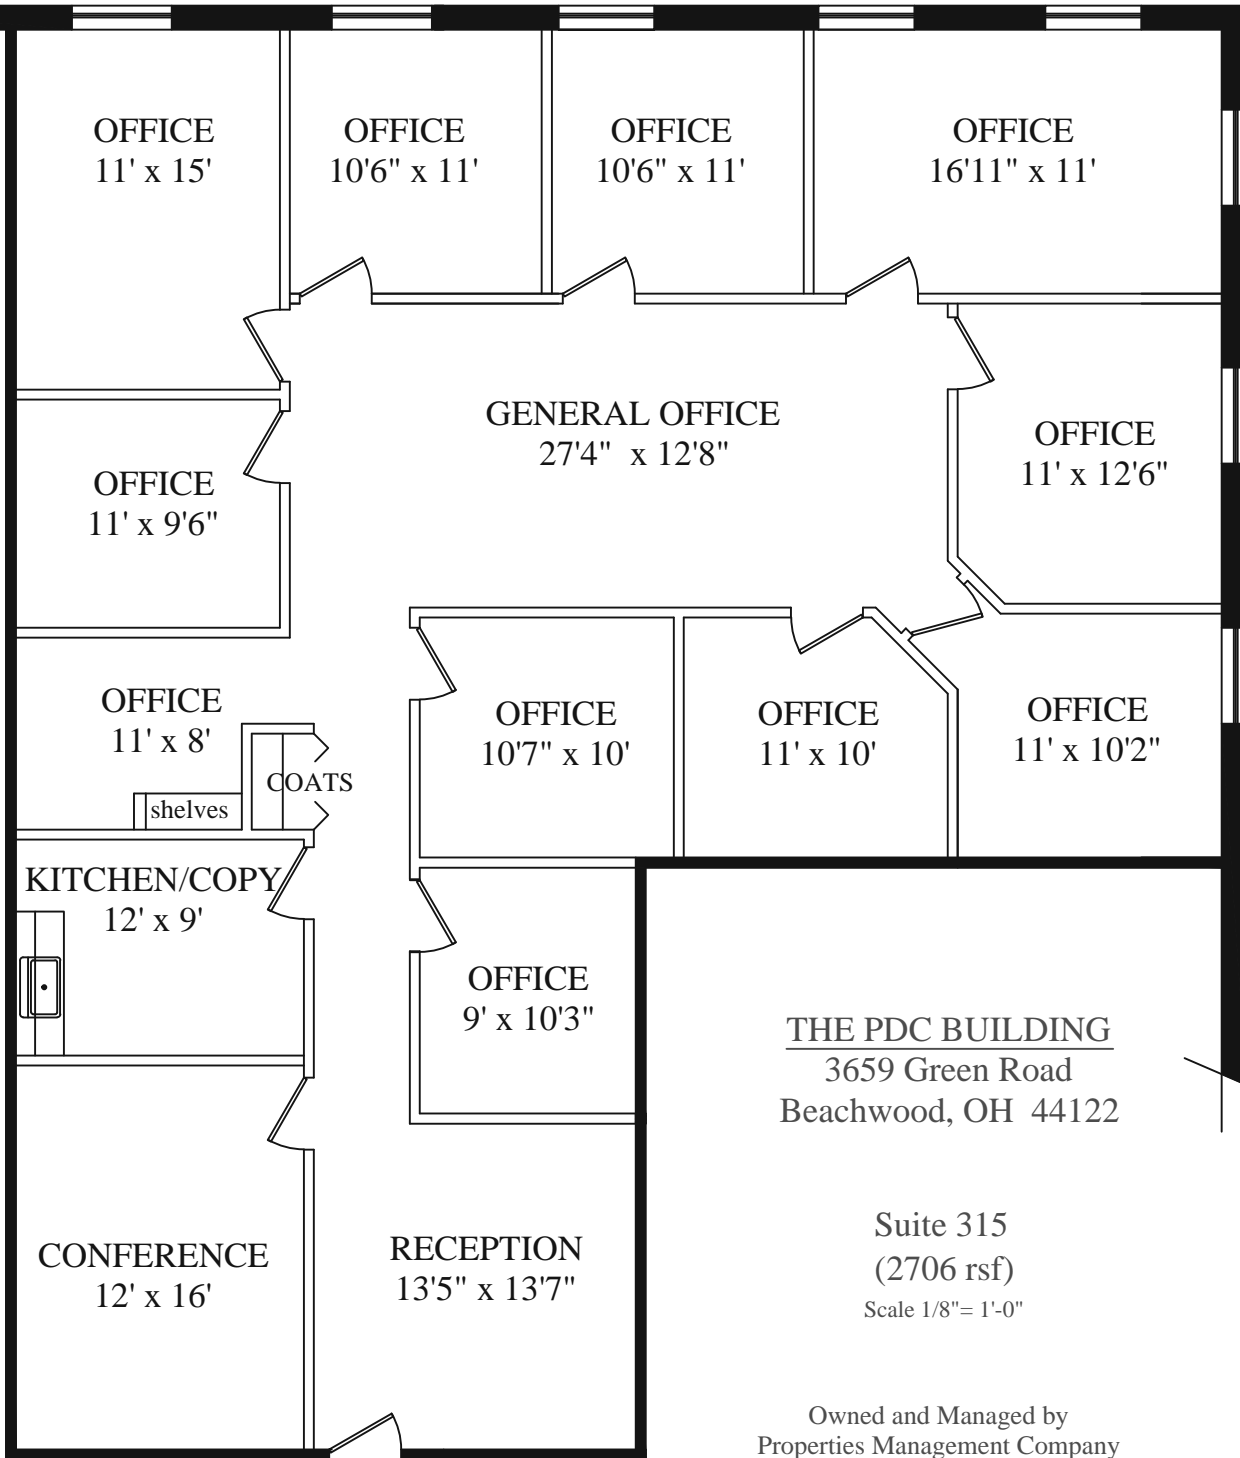 OFFICE
11' x 15'
OFFICE
10'6" x 11'
OFFICE
10'6" x 11'
OFFICE
16'11" x 11'
GENERAL OFFICE
27'4"  x 12'8"
OFFICE
11' x 12'6"
OFFICE
11' x 9'6"
OFFICE
11' x 8'
COATS
shelves
OFFICE
10'7" x 10'
OFFICE
11' x 10'
OFFICE
11' x 10'2"
KITCHEN/COPY
12' x 9'
OFFICE
9' x 10'3"
CONFERENCE
12' x 16'
RECEPTION
13'5" x 13'7"
THE PDC BUILDING
3659 Green Road
Beachwood, OH  44122
Suite 315
(2706 rsf)
Scale 1/8"= 1'-0"
Owned and Managed by
Properties Management Company